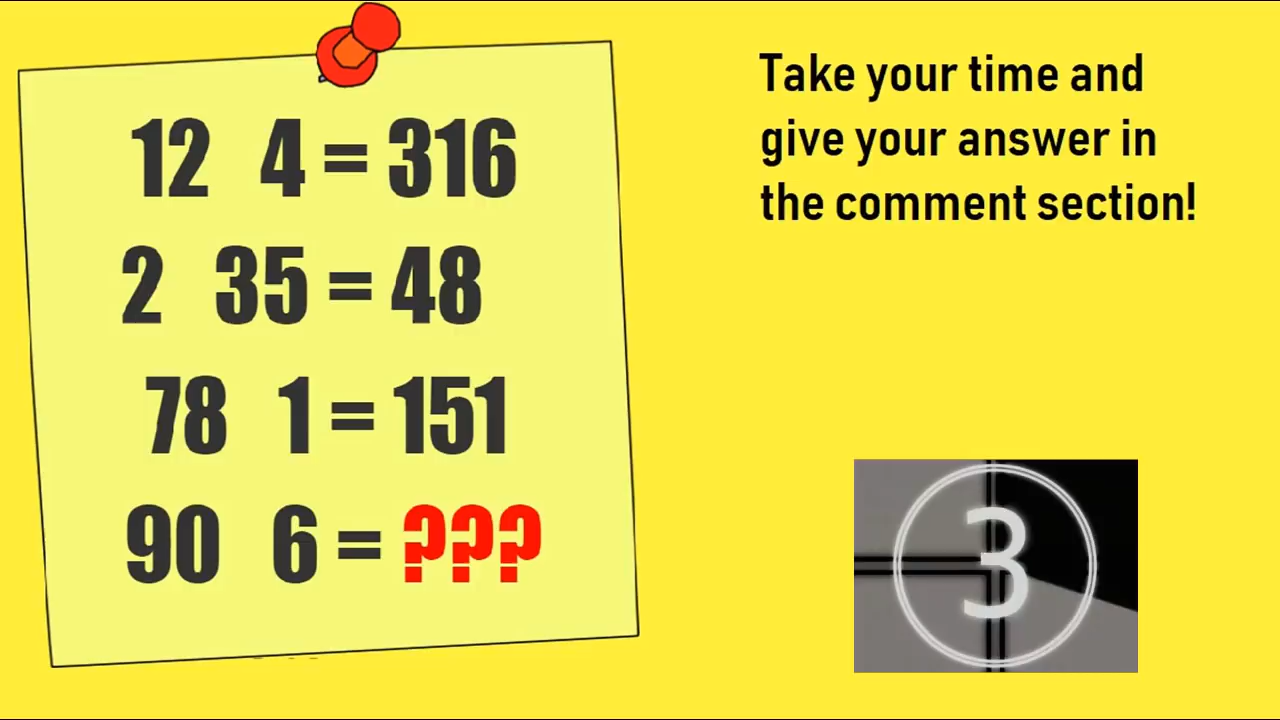 12 4 = 316
2 35 = 48
78 1 = 151
90 6 = ???
Take your time and
give your answer in
the comment section!
3